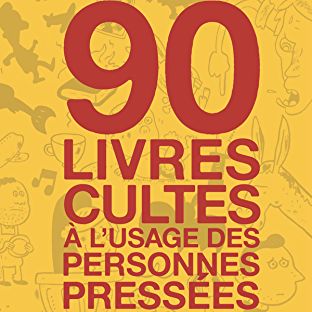 90
LIVRES
CULTES
À L'USAGE DES
PERSONNES
PRESSÉES